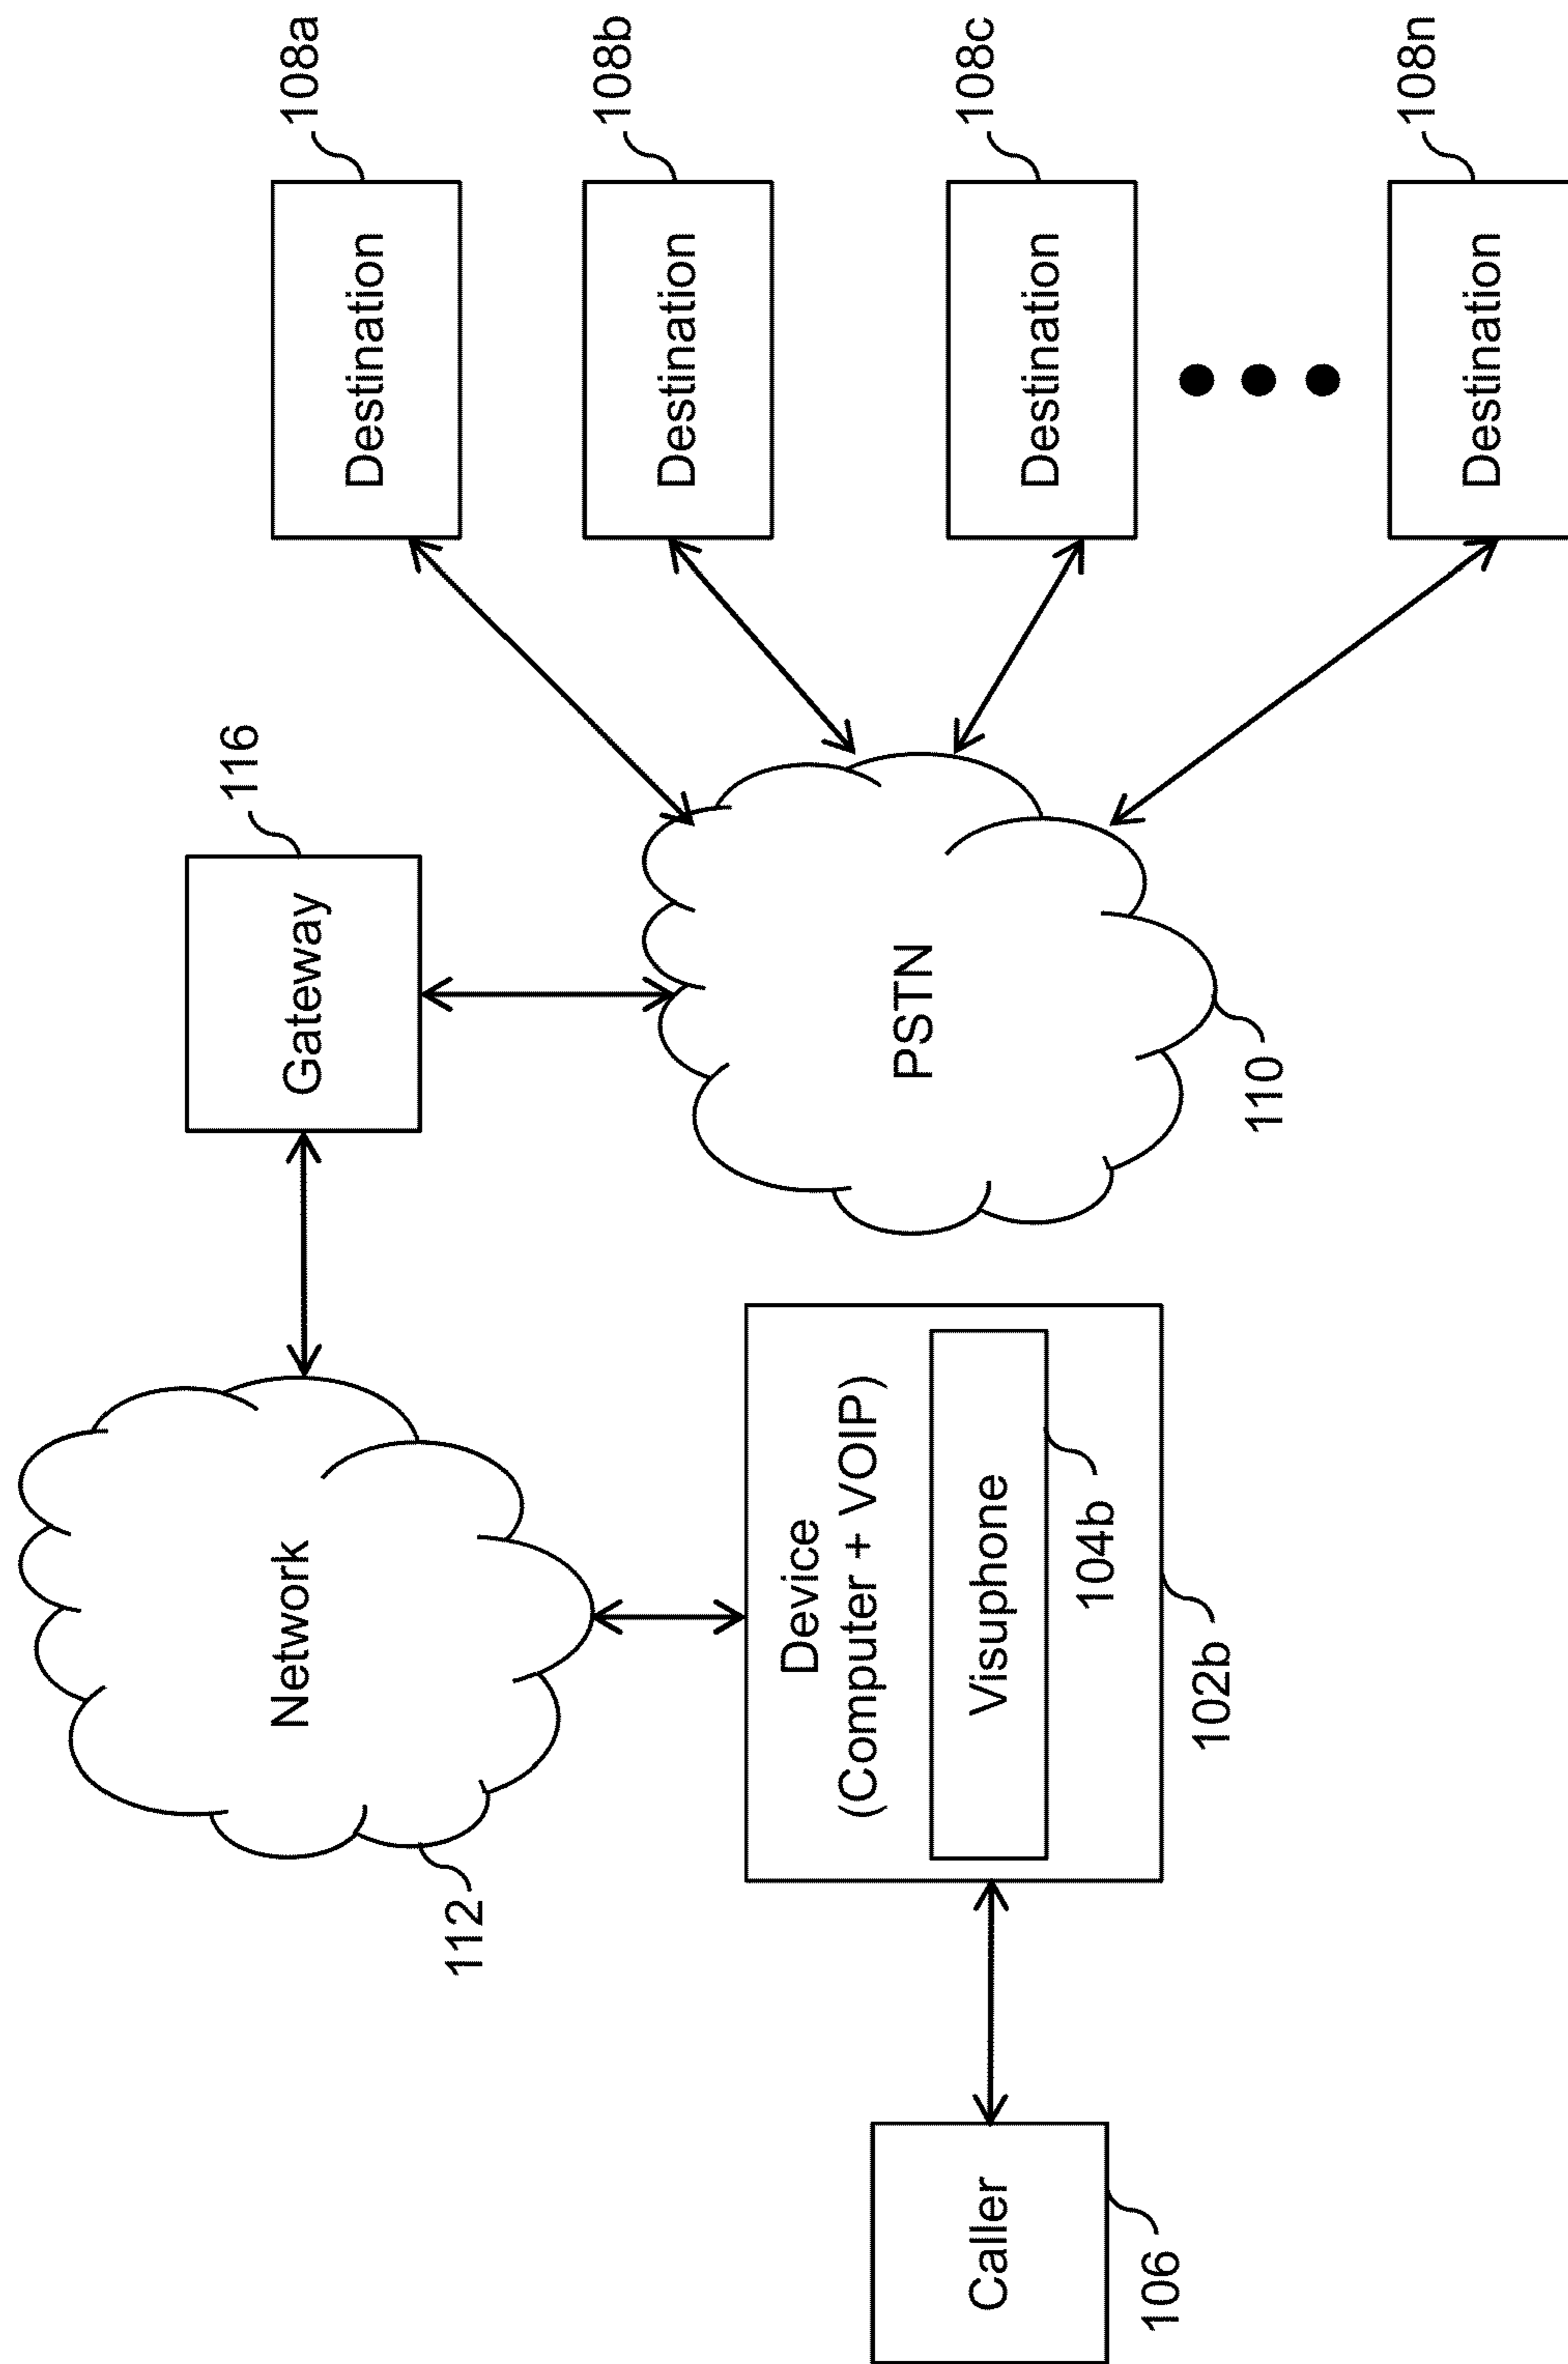 Network
112
Gateway
116
108a
Destination
108b
Destination
108c
Destination
108n
Destination
PSTN
110
Device
(Computer + VOIP)
Visuphone
104b
102b
Caller
106